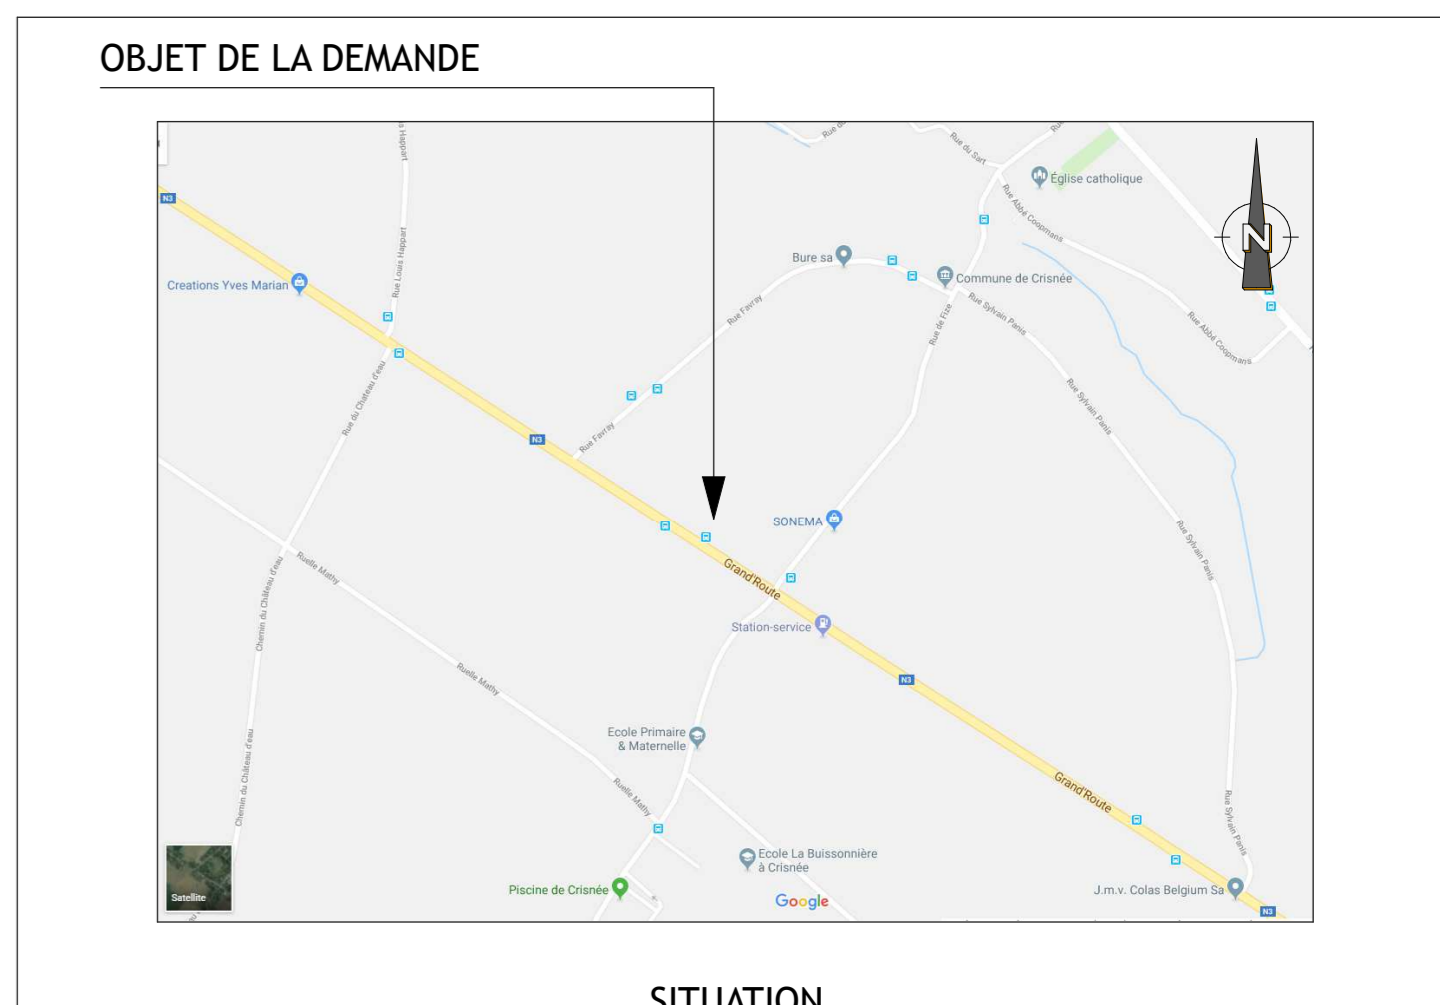 OBJET DE LA DEMANDE
Rue du Sart
Église catholique
Rue Abbé Coopmans
N3
N
Rue Louis Happart
Bure sa
Commune de Crisnée
Creations Yves Marian
Rue Favray
Rue de Fize
Rue Sylvain Panis
Rue Abbé Coopmans
Rue du Chateau d'eau
Rue Sylvain Panis
N3
Rue Favray
SONEMA
Rue Sylvain Panis
Grand'Route
Ruelle Mathy
Chemin du Château d'eau
Station-service
Ruelle Mathy
N3
Ecole Primaire
& Maternelle
Chemin du Château d'eau
Ruelle Mathy
Grand'Route
Rue Sylvain Panis
Ecole La Buissonnière
à Crisnée
Piscine de Crisnée
J.m.v. Colas Belgium Sa
Satellite
Google
N3
SITUATION